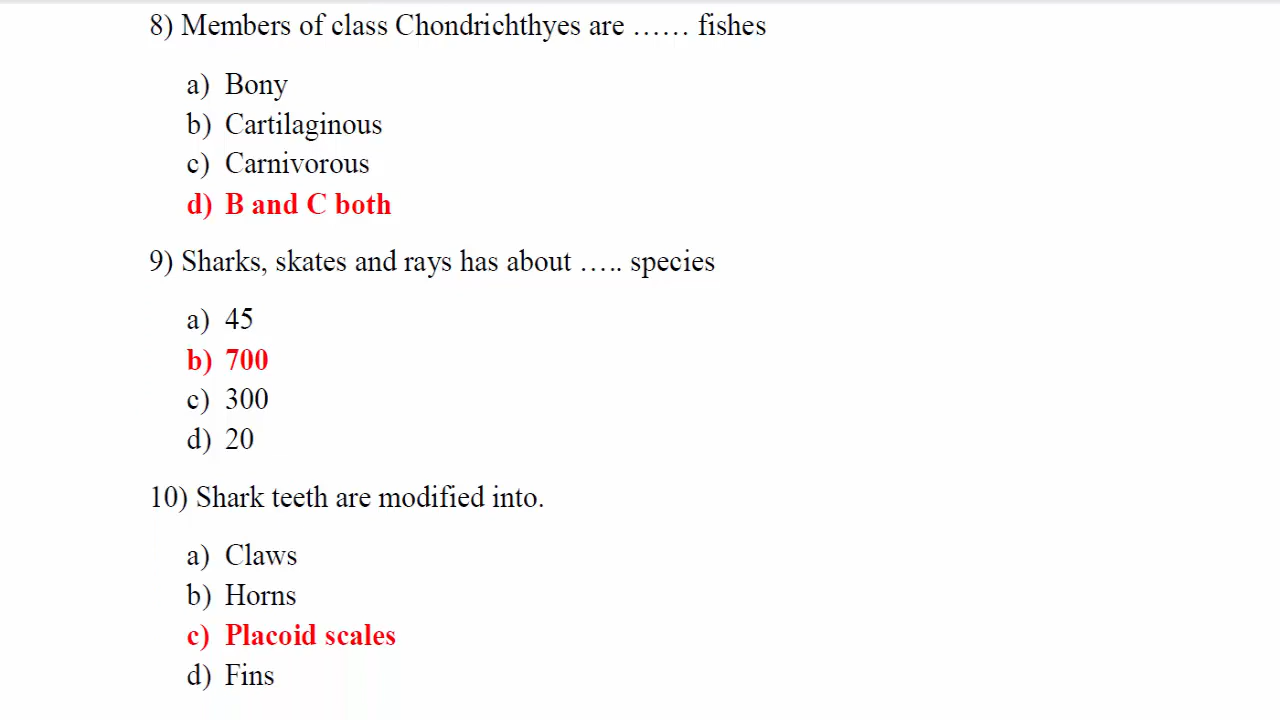 8) Members of class Chondrichthyes are …… fishes
a) Bony
b) Cartilaginous
c) Carnivorous
d) B and C both
9) Sharks, skates and rays has about ….. species
a) 45
b) 700
c) 300
d) 20
10) Shark teeth are modified into.
a) Claws
b) Horns
c) Placoid scales
d) Fins